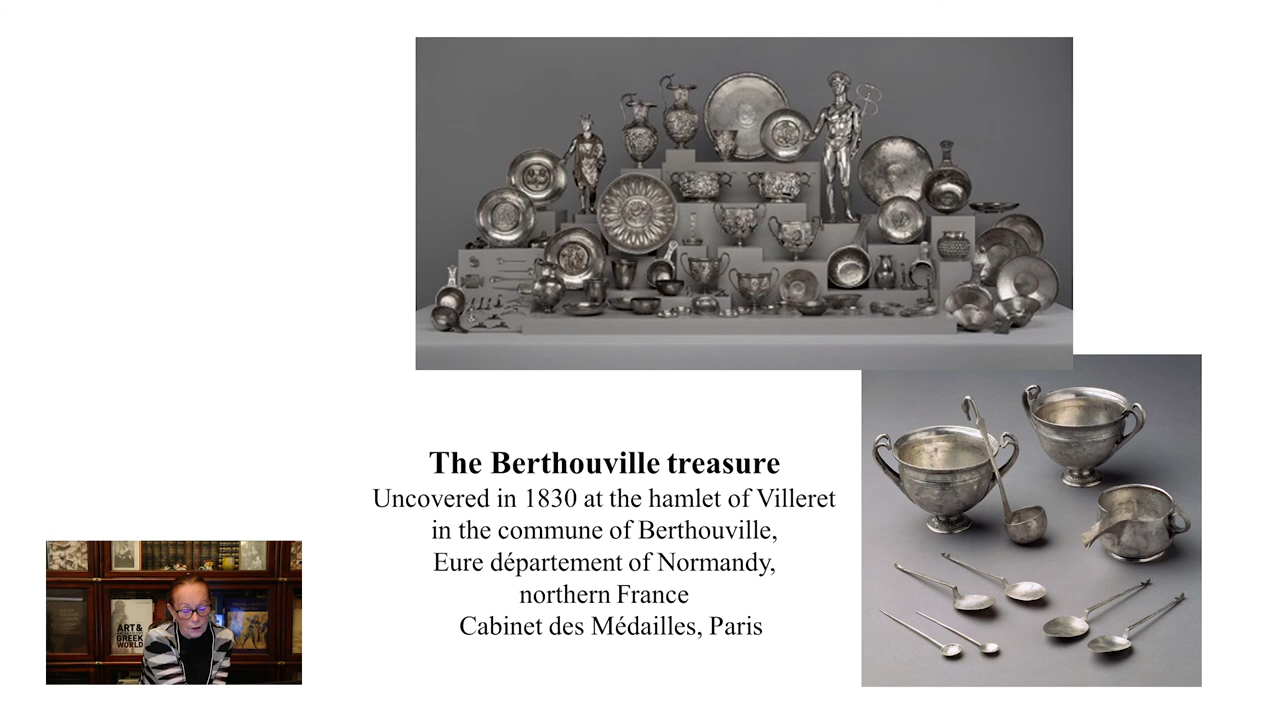 The Berthouville treasure
Uncovered in 1830 at the hamlet of Villeret
in the commune of Berthouville,
Eure département of Normandy,
northern France
Cabinet des Médailles, Paris
ART&
GREEK
WORLD